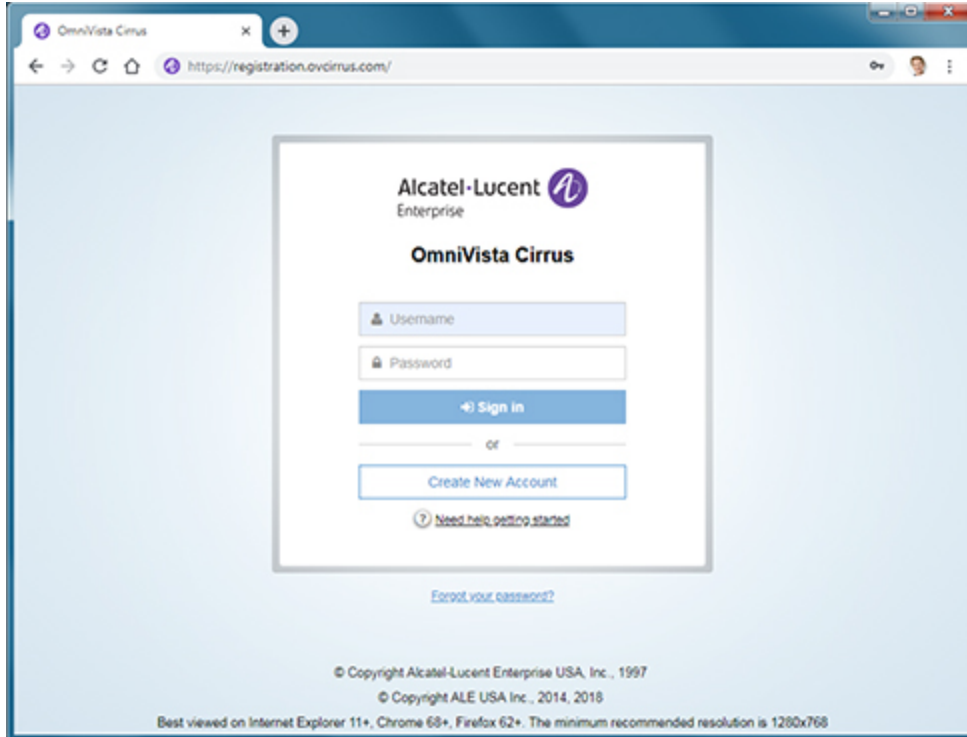 OmniVista Cirrus
https://registration.ovcirrus.com/
Alcatel·Lucent
Enterprise
OmniVista Cirrus
Username
Password
Sign in
or
Create New Account
? Need help getting started
Forgot your password?
© Copyright Alcatel-Lucent Enterprise USA, Inc., 1997
© Copyright ALE USA Inc., 2014, 2018
Best viewed on Internet Explorer 11+, Chrome 68+, Firefox 62+. The minimum recommended resolution is 1280x768